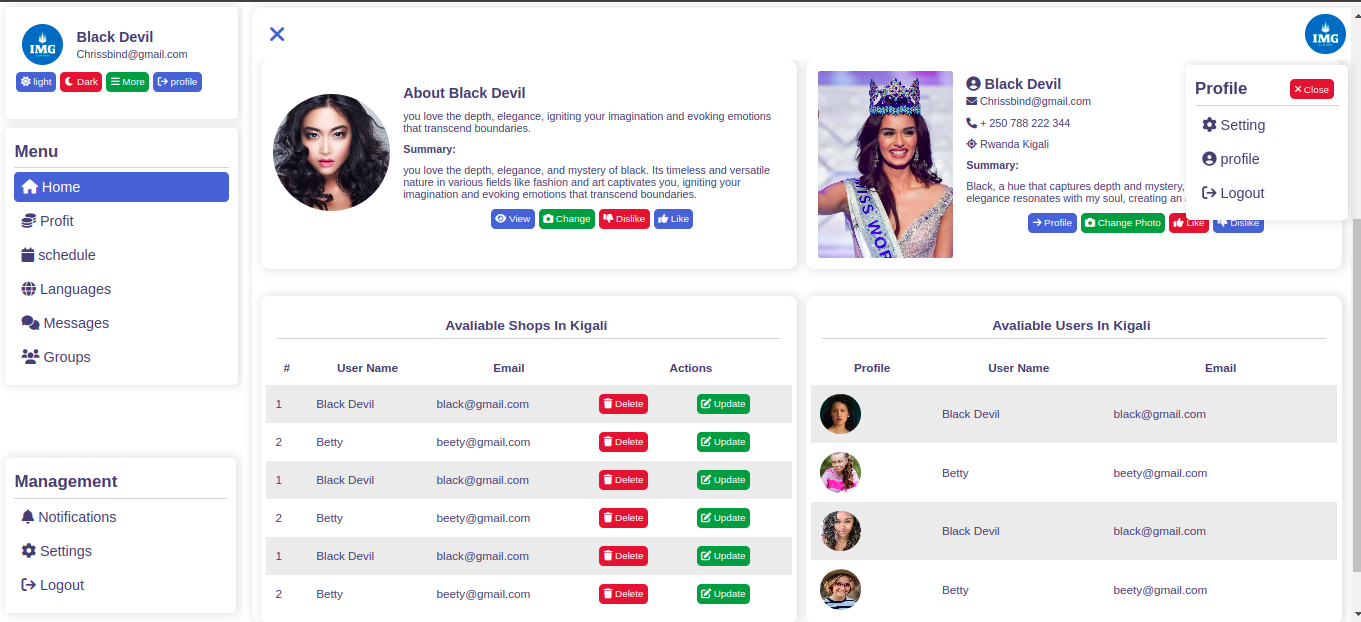 IMG
Black Devil
Chrissbind@gmail.com
light Dark More profile
Menu
Home
Profit
schedule
Languages
Messages
Groups
Management
Notifications
Settings
Logout
About Black Devil
you love the depth, elegance, igniting your imagination and evoking emotions
that transcend boundaries.
Summary:
you love the depth, elegance, and mystery of black. Its timeless and versatile
nature in various fields like fashion and art captivates you, igniting your
imagination and evoking emotions that transcend boundaries.
View Change Dislike Like
Black Devil
Chrissbind@gmail.com
+ 250 788 222 344
Rwanda Kigali
Summary:
Black, a hue that captures depth and mystery,
elegance resonates with my soul, creating an
Profile Change Photo Like Dislike
ISS WOR
IMG
Profile Close
Setting
profile
Logout
Avaliable Shops In Kigali
# User Name Email Actions
1 Black Devil black@gmail.com Delete Update
2 Betty beety@gmail.com Delete Update
1 Black Devil black@gmail.com Delete Update
2 Betty beety@gmail.com Delete Update
1 Black Devil black@gmail.com Delete Update
2 Betty beety@gmail.com Delete Update
Avaliable Users In Kigali
Profile User Name Email
Black Devil black@gmail.com
Betty beety@gmail.com
Black Devil black@gmail.com
Betty beety@gmail.com